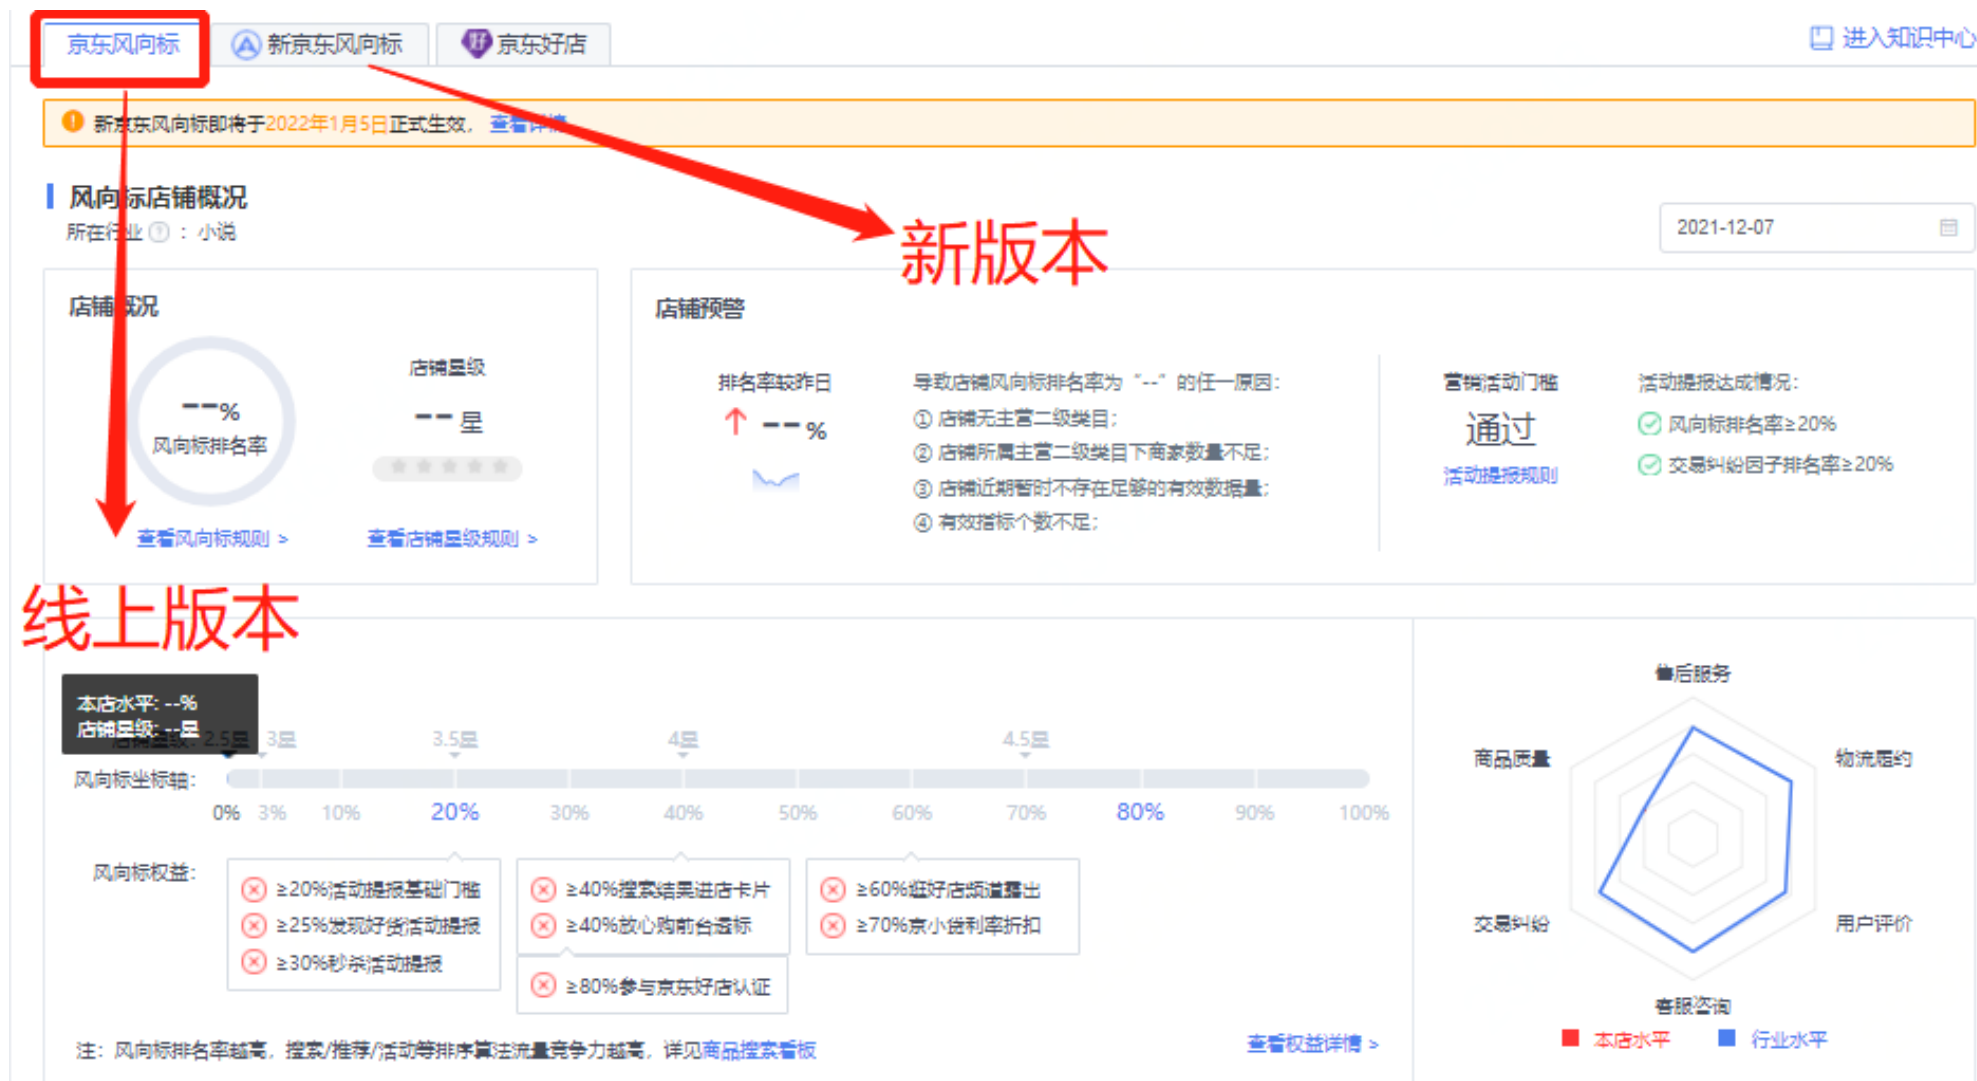 京东风向标 新京东风向标 好 京东好店 进入知识中心
新京东风向标即将于2022年1月5日正式生效， 查看详情
风向标店铺概况
所在行业 ? ：小说
新版本
2021-12-07
店铺概况
--%
风向标排名率
店铺星级
--星
查看风向标规则 >
查看店铺星级规则 >
店铺预警
排名率较昨日
--%
导致店铺风向标排名率为“--”的任一原因：
① 店铺无主营二级类目；
② 店铺所属主营二级类目下商家数量不足；
③ 店铺近期暂时不存在足够的有效数据量；
④ 有效指标个数不足；
营销活动门槛
通过
活动提报规则
活动提报达成情况：
风向标排名率≥20%
交易纠纷因子排名率≥20%
线上版本
本店水平: --%
店铺星级: --星
店铺星级: 2.5星 3星 3.5星 4星 4.5星
风向标坐标轴：
0% 3% 10% 20% 30% 40% 50% 60% 70% 80% 90% 100%
风向标权益：
≥20%活动提报基础门槛
≥25%发现好货活动提报
≥30%秒杀活动提报
≥40%搜索结果进店卡片
≥40%放心购前台透标
≥80%参与京东好店认证
≥60%逛好店频道露出
≥70%京小贷利率折扣
注：风向标排名率越高，搜索/推荐/活动等排序算法流量竞争力越高，详见商品搜索看板
查看权益详情 >
售后服务
商品质量 物流履约
交易纠纷 用户评价
客服咨询
本店水平 行业水平